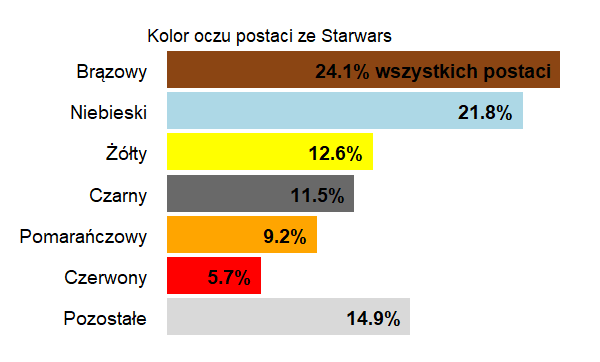 Kolor oczu postaci ze Starwars
Brązowy 24.1% wszystkich postaci
Niebieski 21.8%
Żółty 12.6%
Czarny 11.5%
Pomarańczowy 9.2%
Czerwony 5.7%
Pozostałe 14.9%